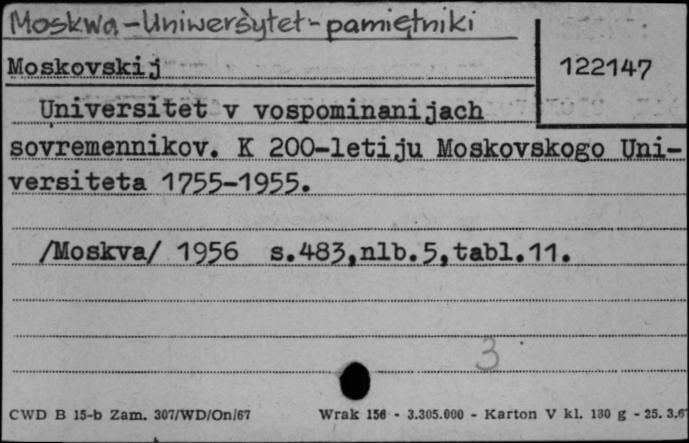 Moskwa-Uniwersytet-pamiętniki
Moskovskij
122147
Universitet v vospominanijach
sovremennikov. K 200-letiju Moskovskogo Uni-
versiteta 1755-1955.
/Moskva/ 1956 s.483,nlb.5,tabl.11.
3
CWD B 15-b Zam. 307/WD/On/67 Wrak 156 - 3.305.000 - Karton V kl. 130 g - 25. 3.6